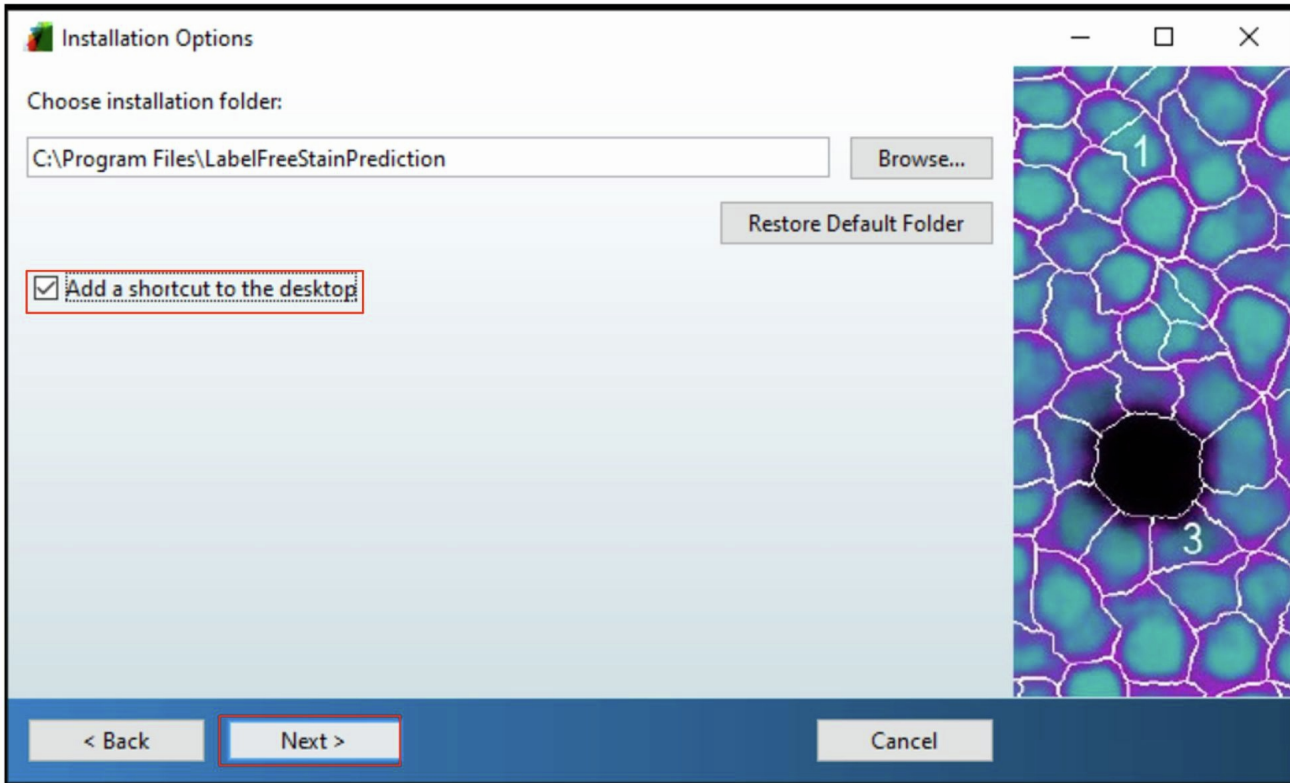 Installation Options
Choose installation folder:
C:\Program Files\LabelFreeStainPrediction
Browse...
Restore Default Folder
Add a shortcut to the desktop
1
3
< Back
Next >
Cancel